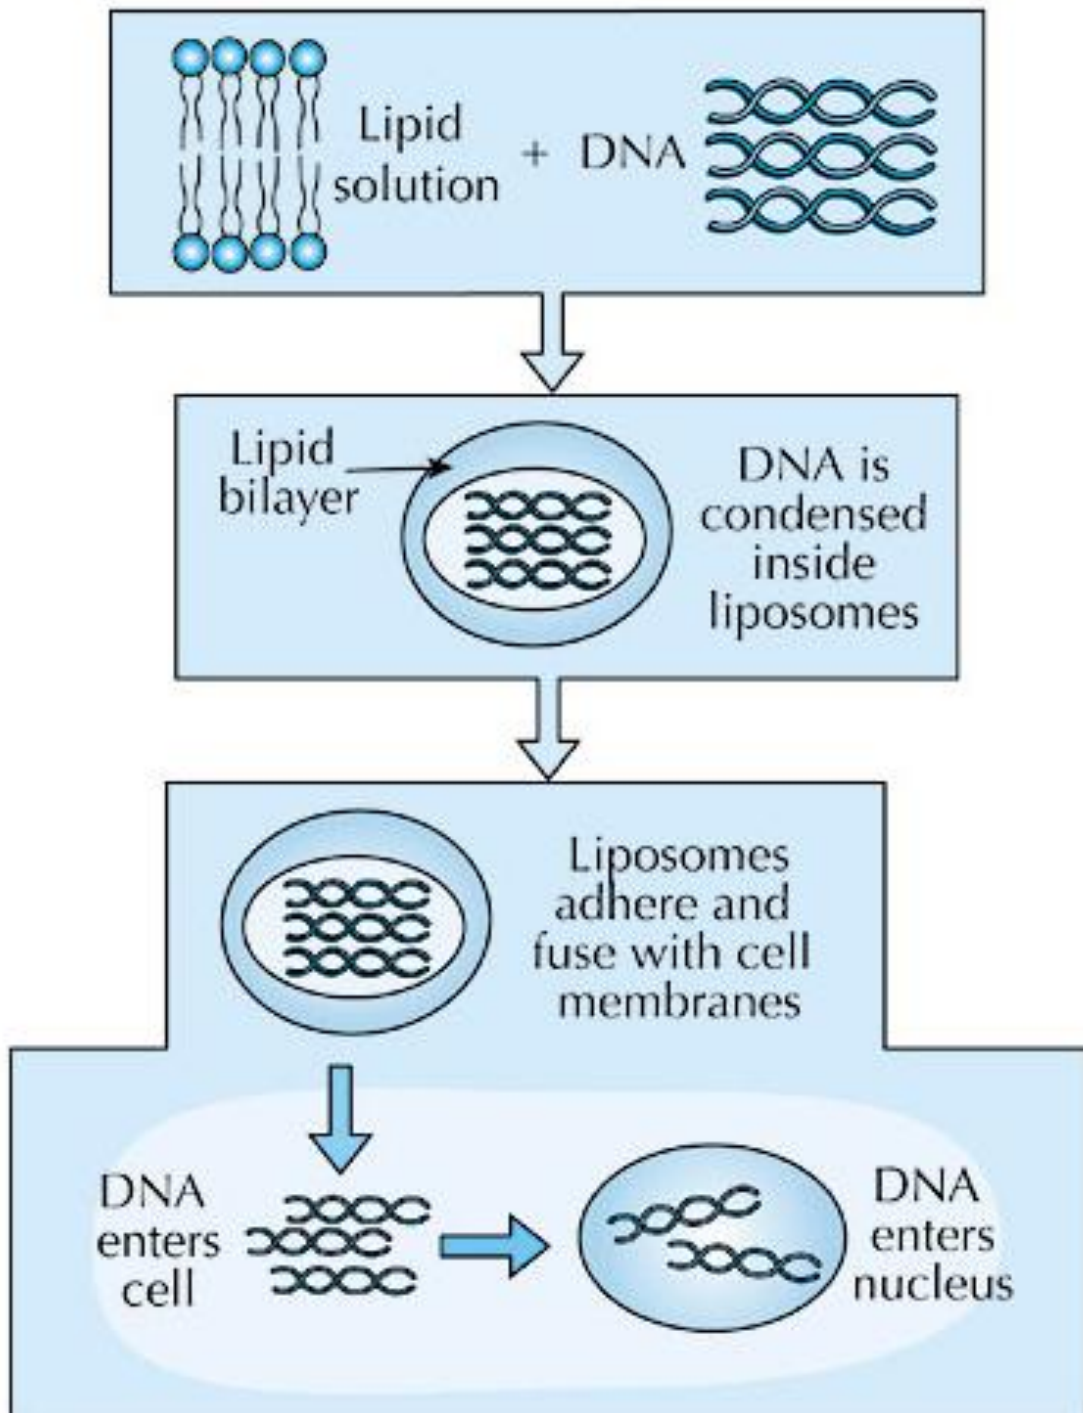 Lipid
solution
+ DNA
Lipid
bilayer
DNA is
condensed
inside
liposomes
Liposomes
adhere and
fuse with cell
membranes
DNA
enters
cell
DNA
enters
nucleus